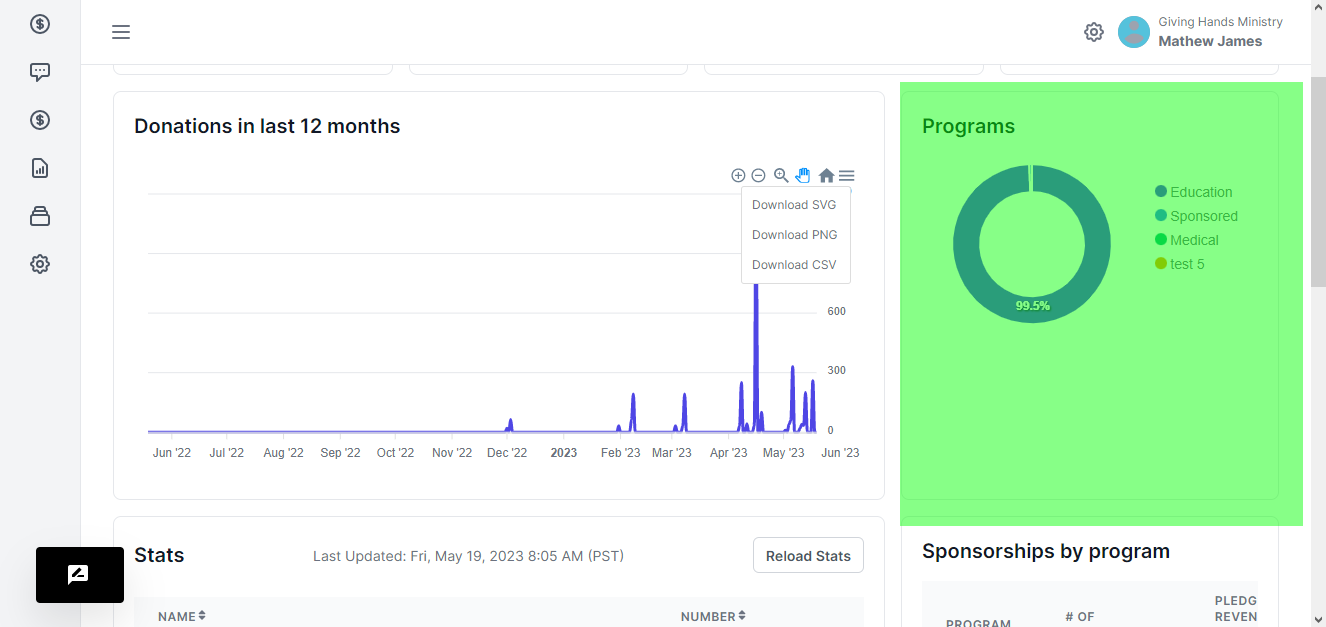 Giving Hands Ministry
Mathew James
Donations in last 12 months
Download SVG
Download PNG
Download CSV
600
300
0
Jun '22 Jul '22 Aug '22 Sep '22 Oct '22 Nov '22 Dec '22 2023 Feb '23 Mar '23 Apr '23 May '23 Jun '23
Programs
99.5%
Education
Sponsored
Medical
test 5
Stats
Last Updated: Fri, May 19, 2023 8:05 AM (PST)
Reload Stats
NAME NUMBER
Sponsorships by program
PROGRAM
# OF
PLEDG
REVEN